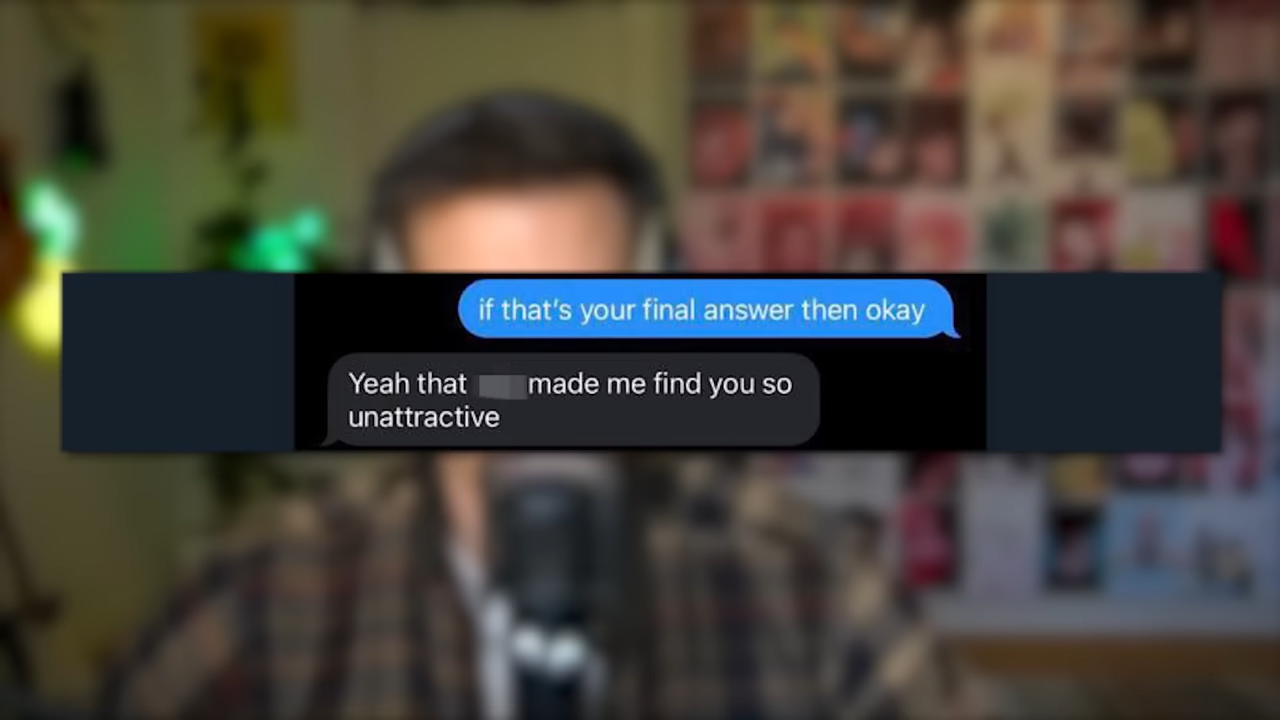 if that's your final answer then okay
Yeah that made me find you so
unattractive